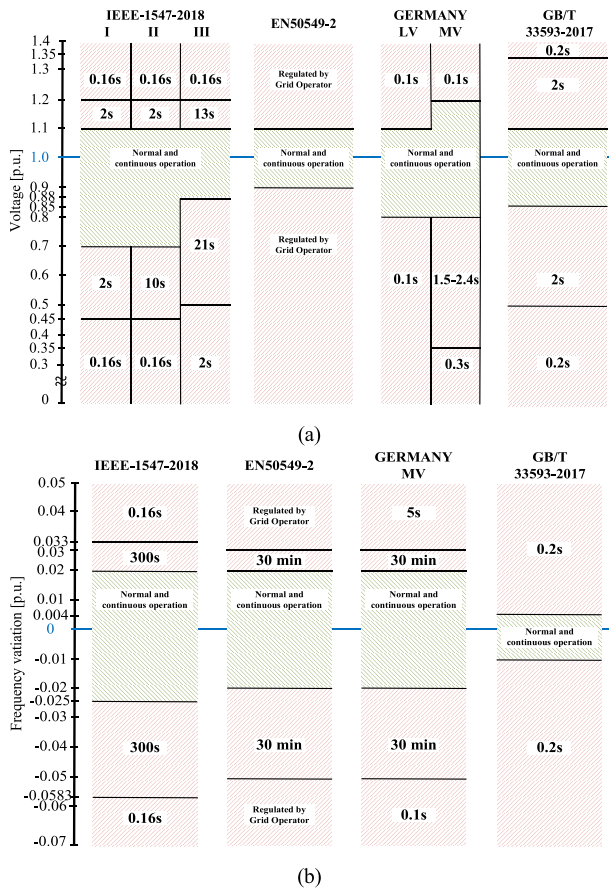 IEEE-1547-2018
I II III
EN50549-2
GERMANY
LV MV
GB/T
33593-2017
Voltage [p.u.]
1.4
1.35
1.3
1.2
1.1
1.0
0.9
0.88
0.85
0.8
0.7
0.6
0.5
0.45
0.4
0.35
0.3
0
0.16s 0.16s 0.16s
2s 2s 13s
Normal and
continuous operation
21s
2s 10s
0.16s 0.16s 2s
Regulated by
Grid Operator
Normal and
continuous operation
Regulated by
Grid Operator
0.1s 0.1s
Normal and
continuous operation
0.1s 1.5-2.4s
0.3s
0.2s
2s
Normal and
continuous operation
2s
0.2s
(a)
IEEE-1547-2018
EN50549-2
GERMANY
MV
GB/T
33593-2017
Frequency vatiation [p.u.]
0.05
0.04
0.033
0.03
0.02
0.01
0.004
0
-0.01
-0.02
-0.025
-0.03
-0.04
-0.05
-0.0583
-0.06
-0.07
0.16s
300s
Normal and
continuous operation
300s
0.16s
Regulated by
Grid Operator
30 min
Normal and
continuous operation
30 min
Regulated by
Grid Operator
5s
30 min
Normal and
continuous operation
30 min
0.1s
0.2s
Normal and
continuous operation
0.2s
(b)